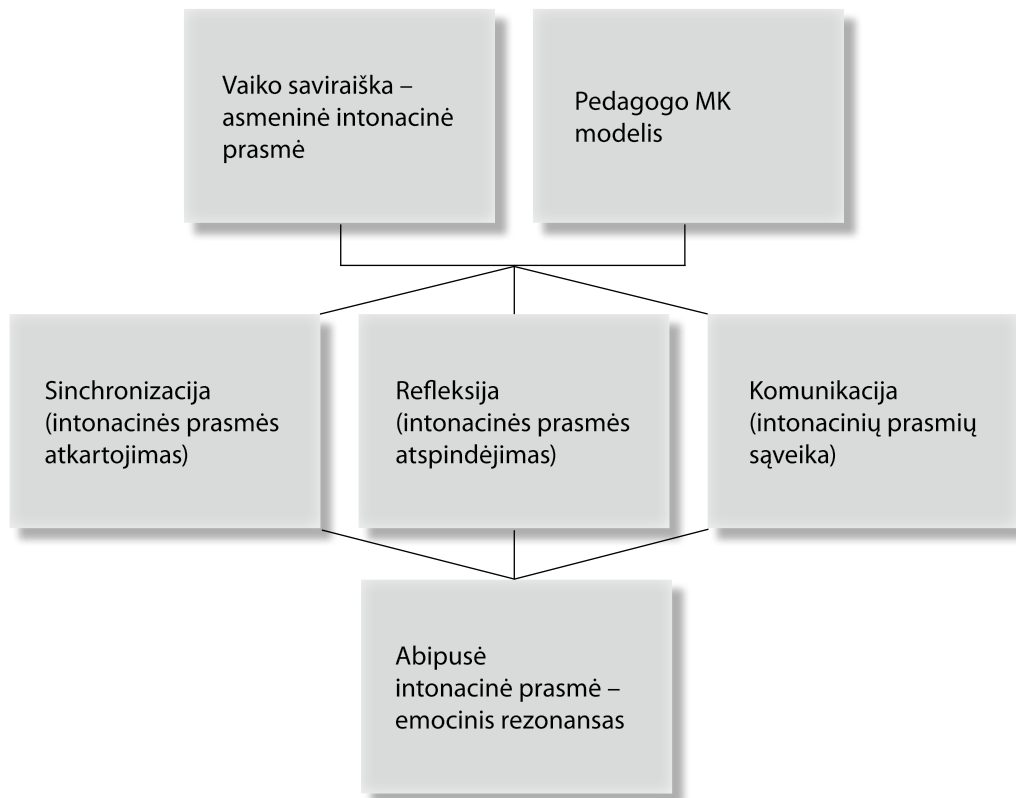 Vaiko saviraiška –
asmeninė intonacinė
prasmė
Pedagogo MK
modelis
Sinchronizacija
(intonacinės prasmės
atkartojimas)
Refleksija
(intonacinės prasmės
atspindėjimas)
Komunikacija
(intonacinių prasmių
sąveika)
Abipusė
intonacinė prasmė –
emocinis rezonansas